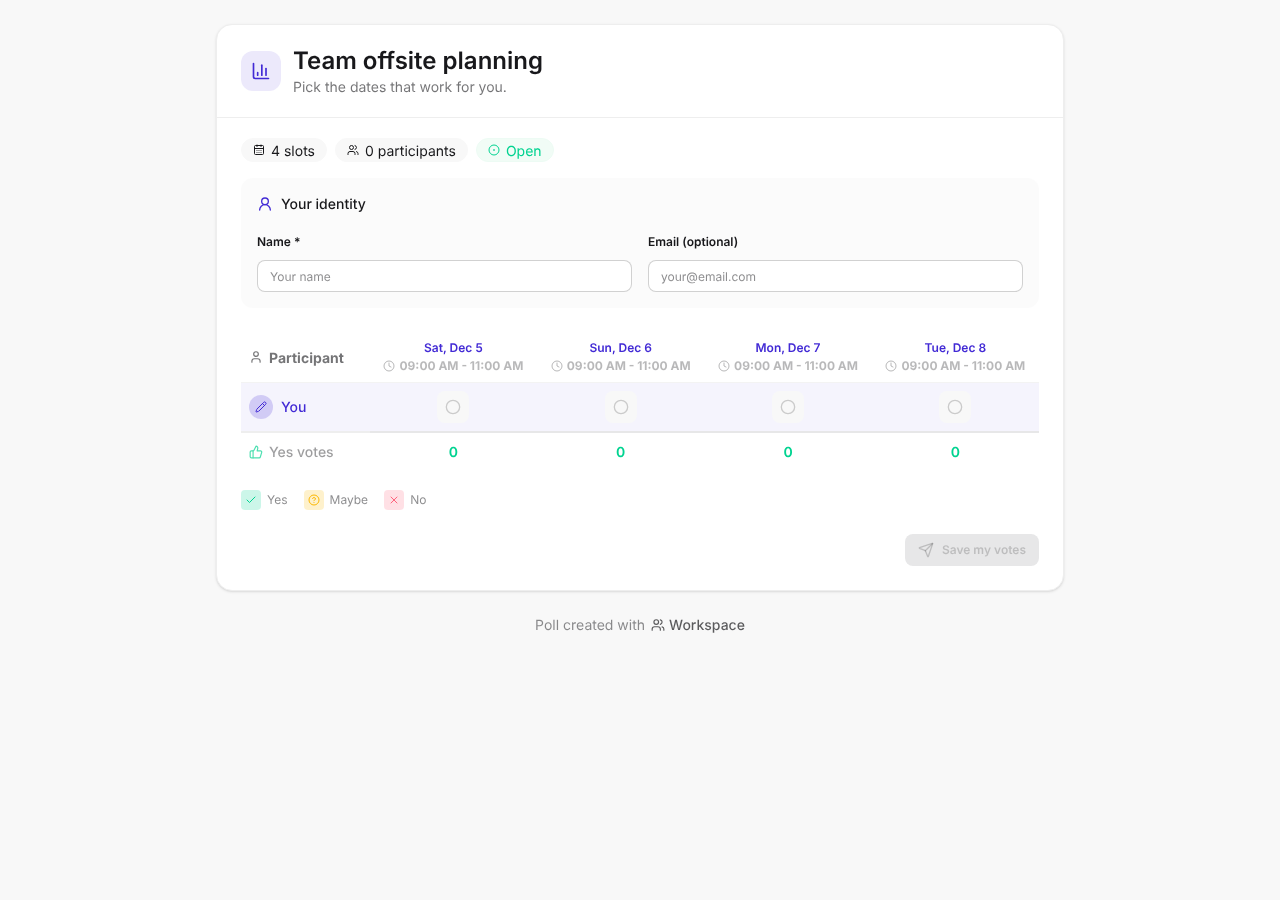 Team offsite planning
Pick the dates that work for you.
4 slots 0 participants Open
Your identity
Name * Email (optional)
Your name your@email.com
Participant Sat, Dec 5 Sun, Dec 6 Mon, Dec 7 Tue, Dec 8
09:00 AM - 11:00 AM 09:00 AM - 11:00 AM 09:00 AM - 11:00 AM 09:00 AM - 11:00 AM
You
Yes votes 0 0 0 0
Yes Maybe No
Save my votes
Poll created with Workspace